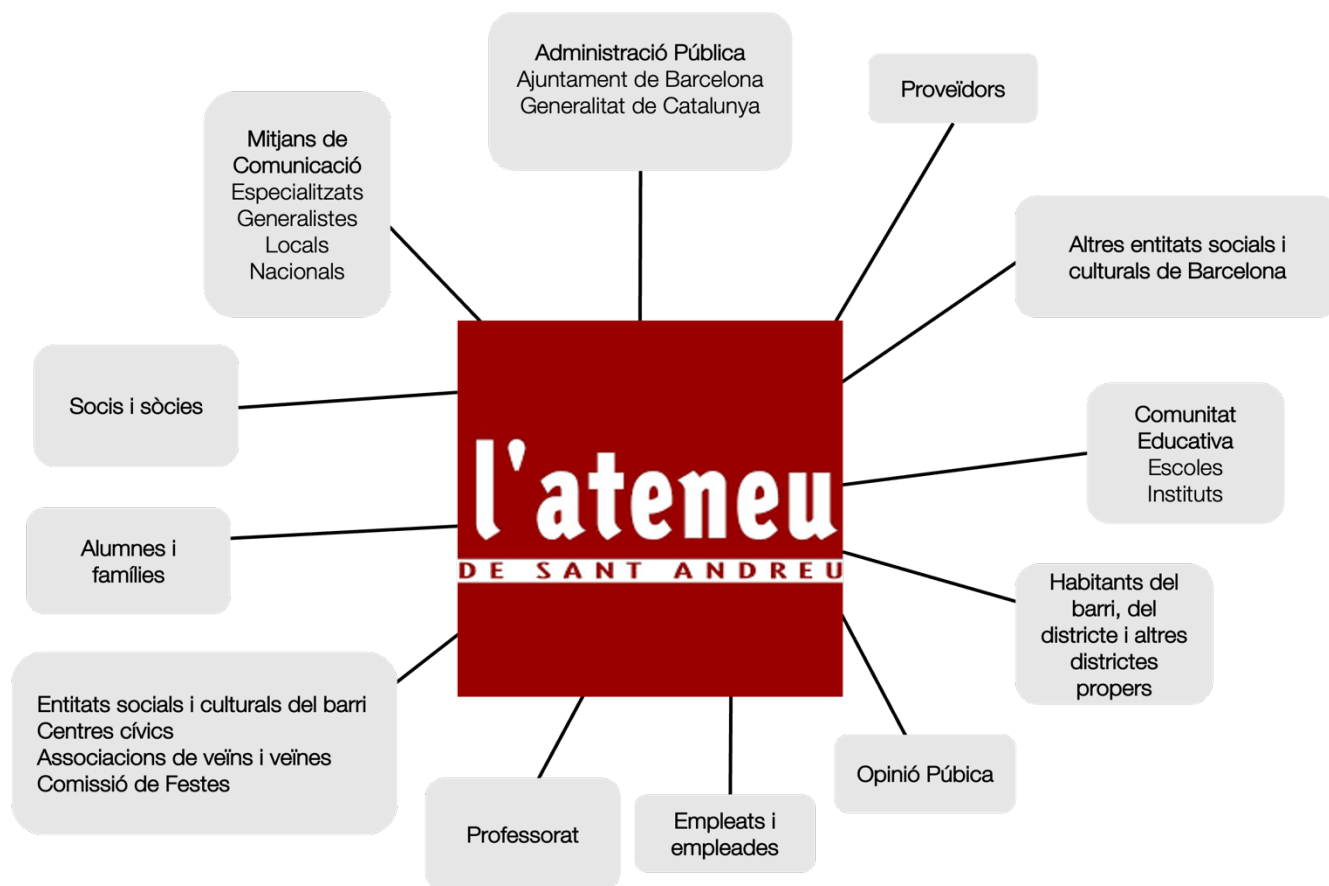 Administració Pública
Ajuntament de Barcelona
Generalitat de Catalunya
Proveïdors
Mitjans de
Comunicació
Especialitzats
Generalistes
Locals
Nacionals
Altres entitats socials i
culturals de Barcelona
Socis i sòcies
Comunitat
Educativa
Escoles
Instituts
l'ateneu
DE SANT ANDREU
Alumnes i
famílies
Habitants del
barri, del
districte i altres
districtes
propers
Entitats socials i culturals del barri
Centres cívics
Associacions de veïns i veïnes
Comissió de Festes
Opinió Púbica
Professorat
Empleats i
empleades